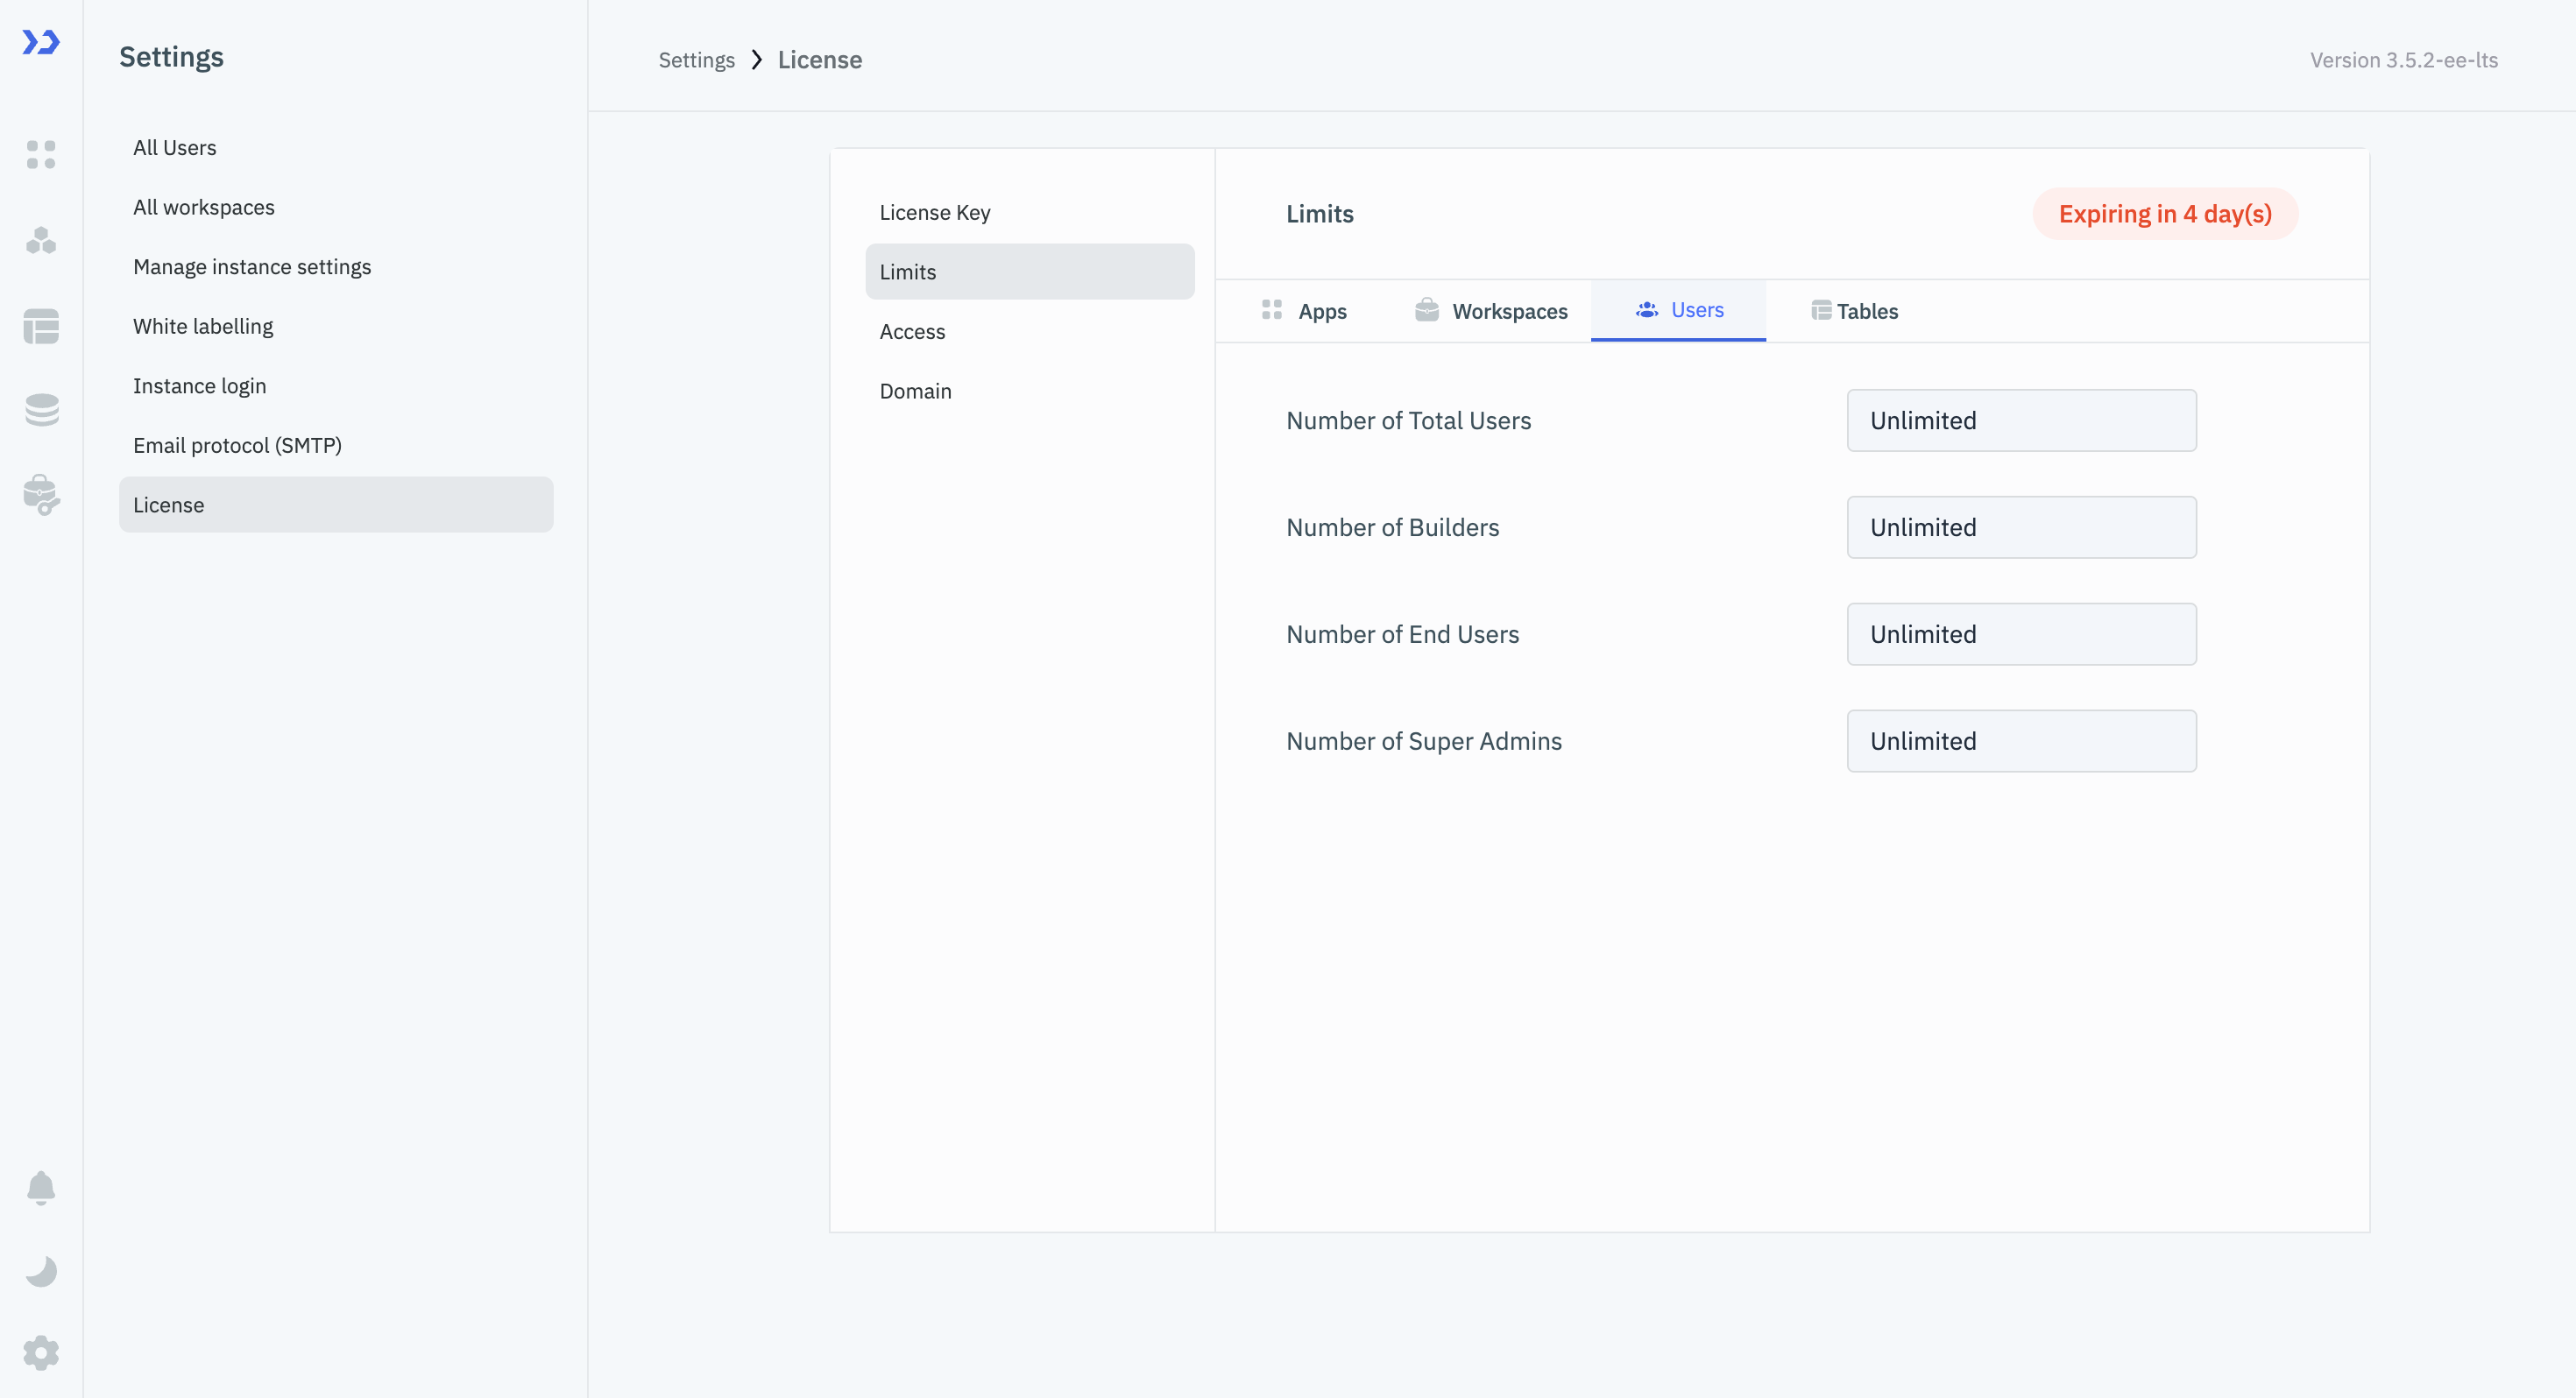 Settings
All Users
All workspaces
Manage instance settings
White labelling
Instance login
Email protocol (SMTP)
License
Settings License
Version 3.5.2-ee-lts
License Key
Limits
Access
Domain
Limits
Expiring in 4 day(s)
Apps Workspaces Users Tables
Number of Total Users Unlimited
Number of Builders Unlimited
Number of End Users Unlimited
Number of Super Admins Unlimited